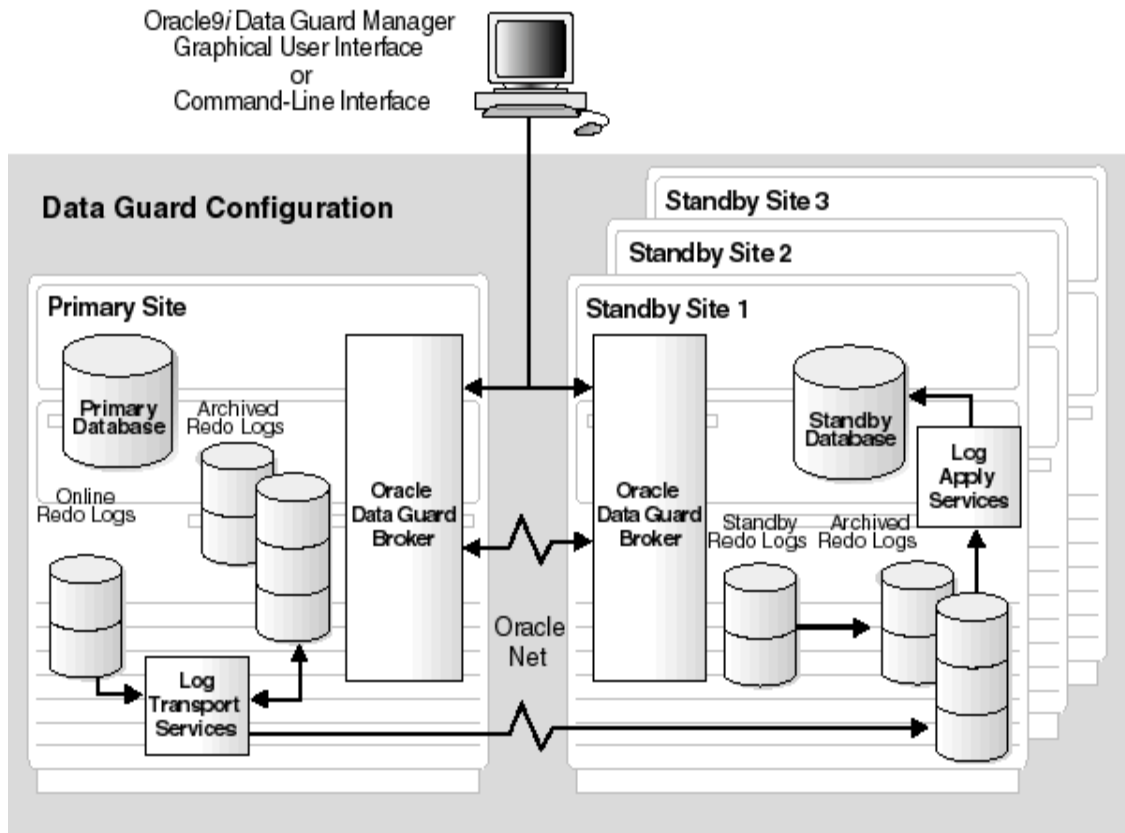 Oracle9i Data Guard Manager
Graphical User Interface
or
Command-Line Interface
Data Guard Configuration
Standby Site 3
Standby Site 2
Standby Site 1
Primary Site
Primary
Database
Archived
Redo Logs
Online
Redo Logs
Log
Transport
Services
Oracle
Data Guard
Broker
Oracle
Net
Oracle
Data Guard
Broker
Standby
Redo Logs
Archived
Redo Logs
Standby
Database
Log
Apply
Services